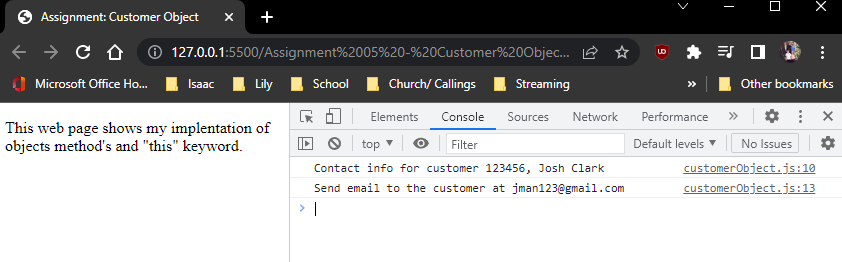 Assignment: Customer Object
127.0.0.1:5500/Assignment%2005%20-%20Customer%20Objec...
Microsoft Office Ho... Isaac Lily School Church/ Callings Streaming » Other bookmarks
This web page shows my implentation of
objects method's and "this" keyword.
Elements Console Sources Network Performance »
top Filter Default levels No Issues
Contact info for customer 123456, Josh Clark customerObject.js:10
Send email to the customer at jman123@gmail.com customerObject.js:13